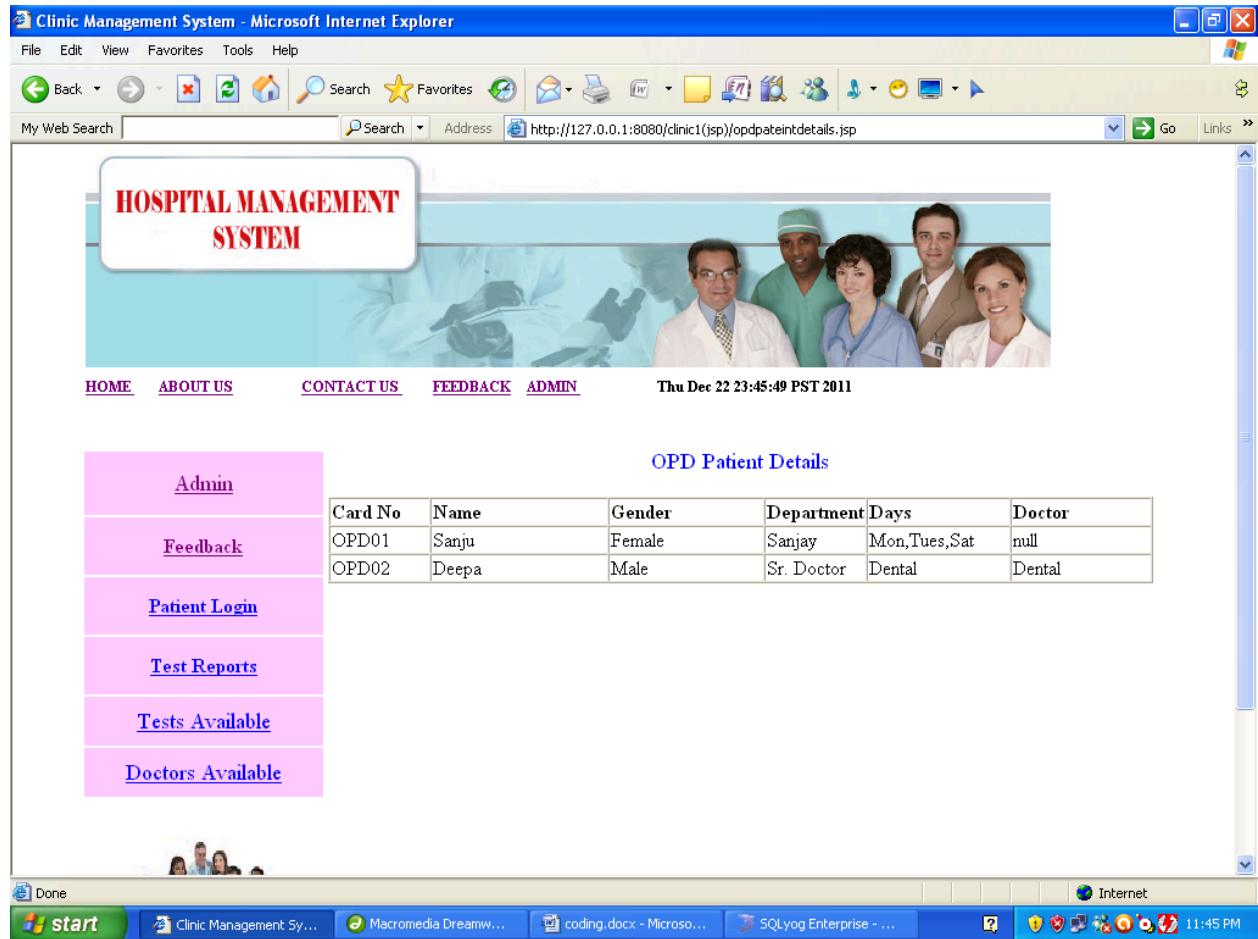 Clinic Management System - Microsoft Internet Explorer
File Edit View Favorites Tools Help
Back Search Favorites
My Web Search Search Address http://127.0.0.1:8080/clinic1(jsp)/opdpateintdetails.jsp Go Links »
HOSPITAL MANAGEMENT
SYSTEM
HOME ABOUT US CONTACT US FEEDBACK ADMIN Thu Dec 22 23:45:49 PST 2011
OPD Patient Details
Admin
Feedback
Patient Login
Test Reports
Tests Available
Doctors Available
Card No Name Gender Department Days Doctor
OPD01 Sanju Female Sanjay Mon,Tues,Sat null
OPD02 Deepa Male Sr. Doctor Dental Dental
Done Internet
start Clinic Management Sy... Macromedia Dreamw... coding.docx - Microso... SQLyog Enterprise - ... 11:45 PM